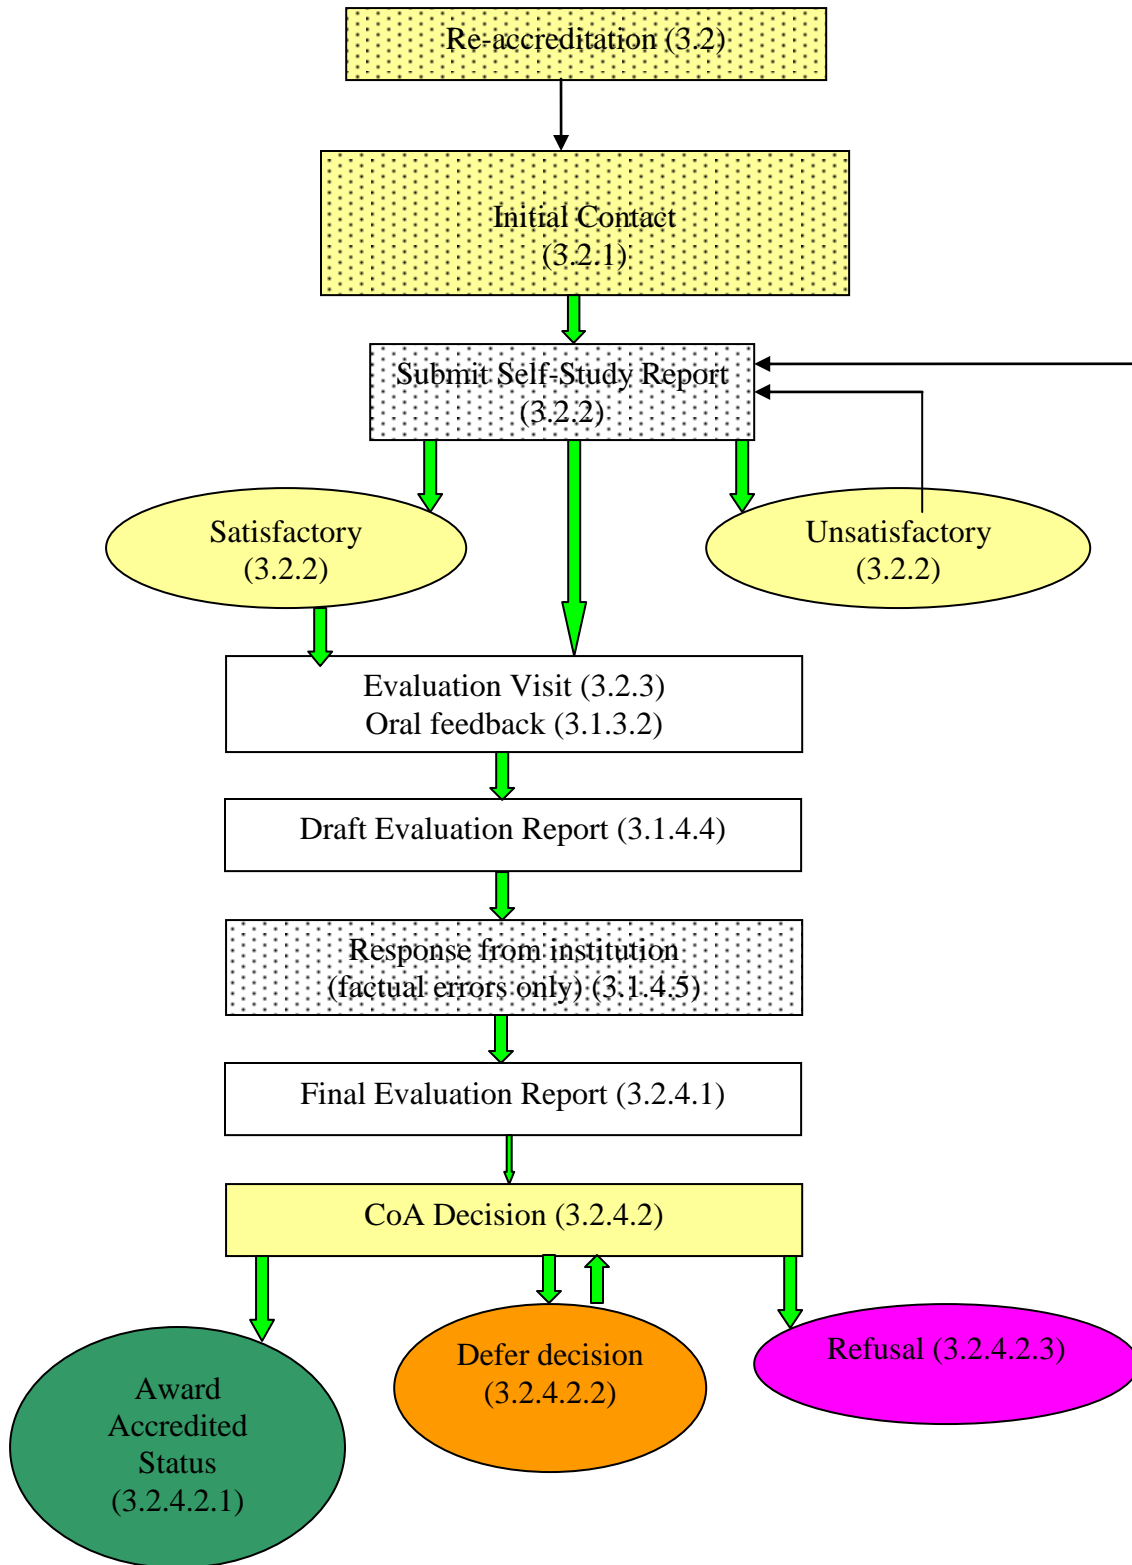 Re-accreditation (3.2)
Initial Contact
(3.2.1)
Submit Self-Study Report
(3.2.2)
Satisfactory
(3.2.2)
Unsatisfactory
(3.2.2)
Evaluation Visit (3.2.3)
Oral feedback (3.1.3.2)
Draft Evaluation Report (3.1.4.4)
Response from institution
(factual errors only) (3.1.4.5)
Final Evaluation Report (3.2.4.1)
CoA Decision (3.2.4.2)
Award
Accredited
Status
(3.2.4.2.1)
Defer decision
(3.2.4.2.2)
Refusal (3.2.4.2.3)